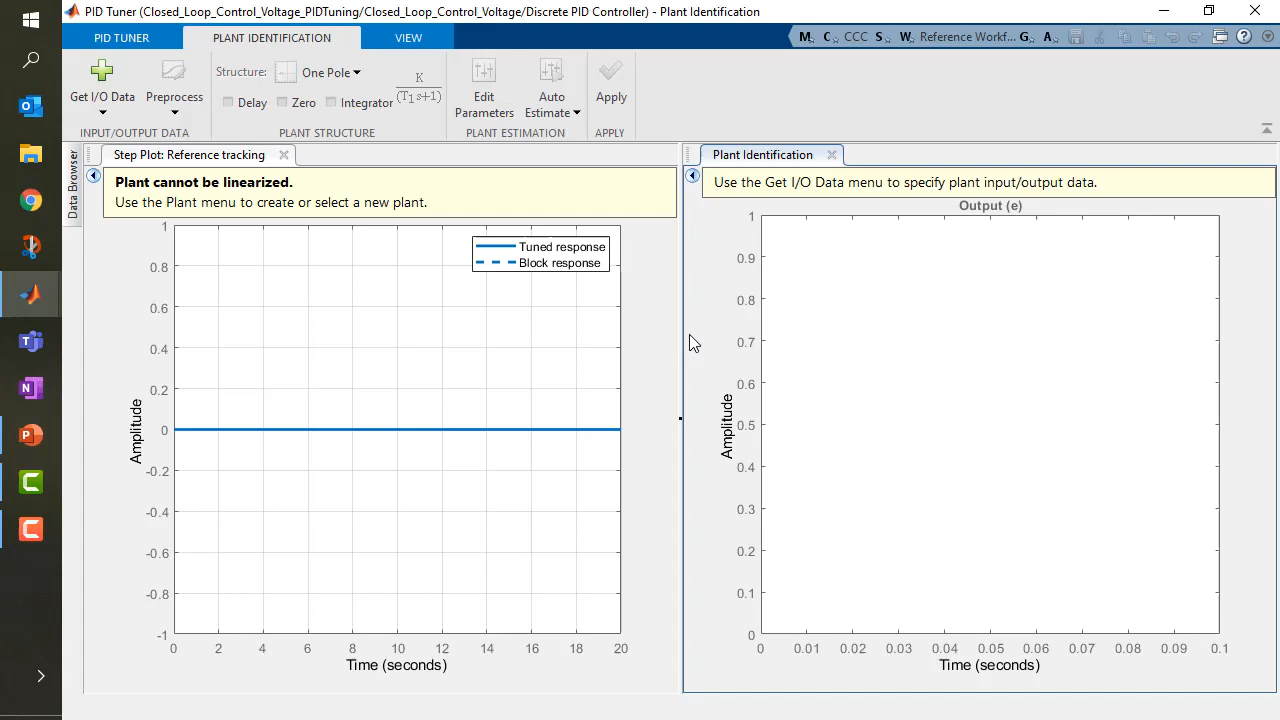 PID Tuner (Closed_Loop_Control_Voltage_PIDTuning/Closed_Loop_Control_Voltage/Discrete PID Controller) - Plant Identification
PID TUNER
PLANT IDENTIFICATION
VIEW
M
C
CCC
S
W
Reference Workf...
G
A
Get I/O Data
Preprocess
INPUT/OUTPUT DATA
Structure:
One Pole
Delay
Zero
Integrator
K
(T1s+1)
PLANT STRUCTURE
Edit
Parameters
Auto
Estimate
PLANT ESTIMATION
Apply
APPLY
Data Browser
Step Plot: Reference tracking
Plant cannot be linearized.
Use the Plant menu to create or select a new plant.
Tuned response
Block response
1
0.8
0.6
0.4
0.2
0
-0.2
-0.4
-0.6
-0.8
-1
Amplitude
0 2 4 6 8 10 12 14 16 18 20
Time (seconds)
Plant Identification
Use the Get I/O Data menu to specify plant input/output data.
Output (e)
1
0.9
0.8
0.7
0.6
0.5
0.4
0.3
0.2
0.1
0
Amplitude
0 0.01 0.02 0.03 0.04 0.05 0.06 0.07 0.08 0.09 0.1
Time (seconds)